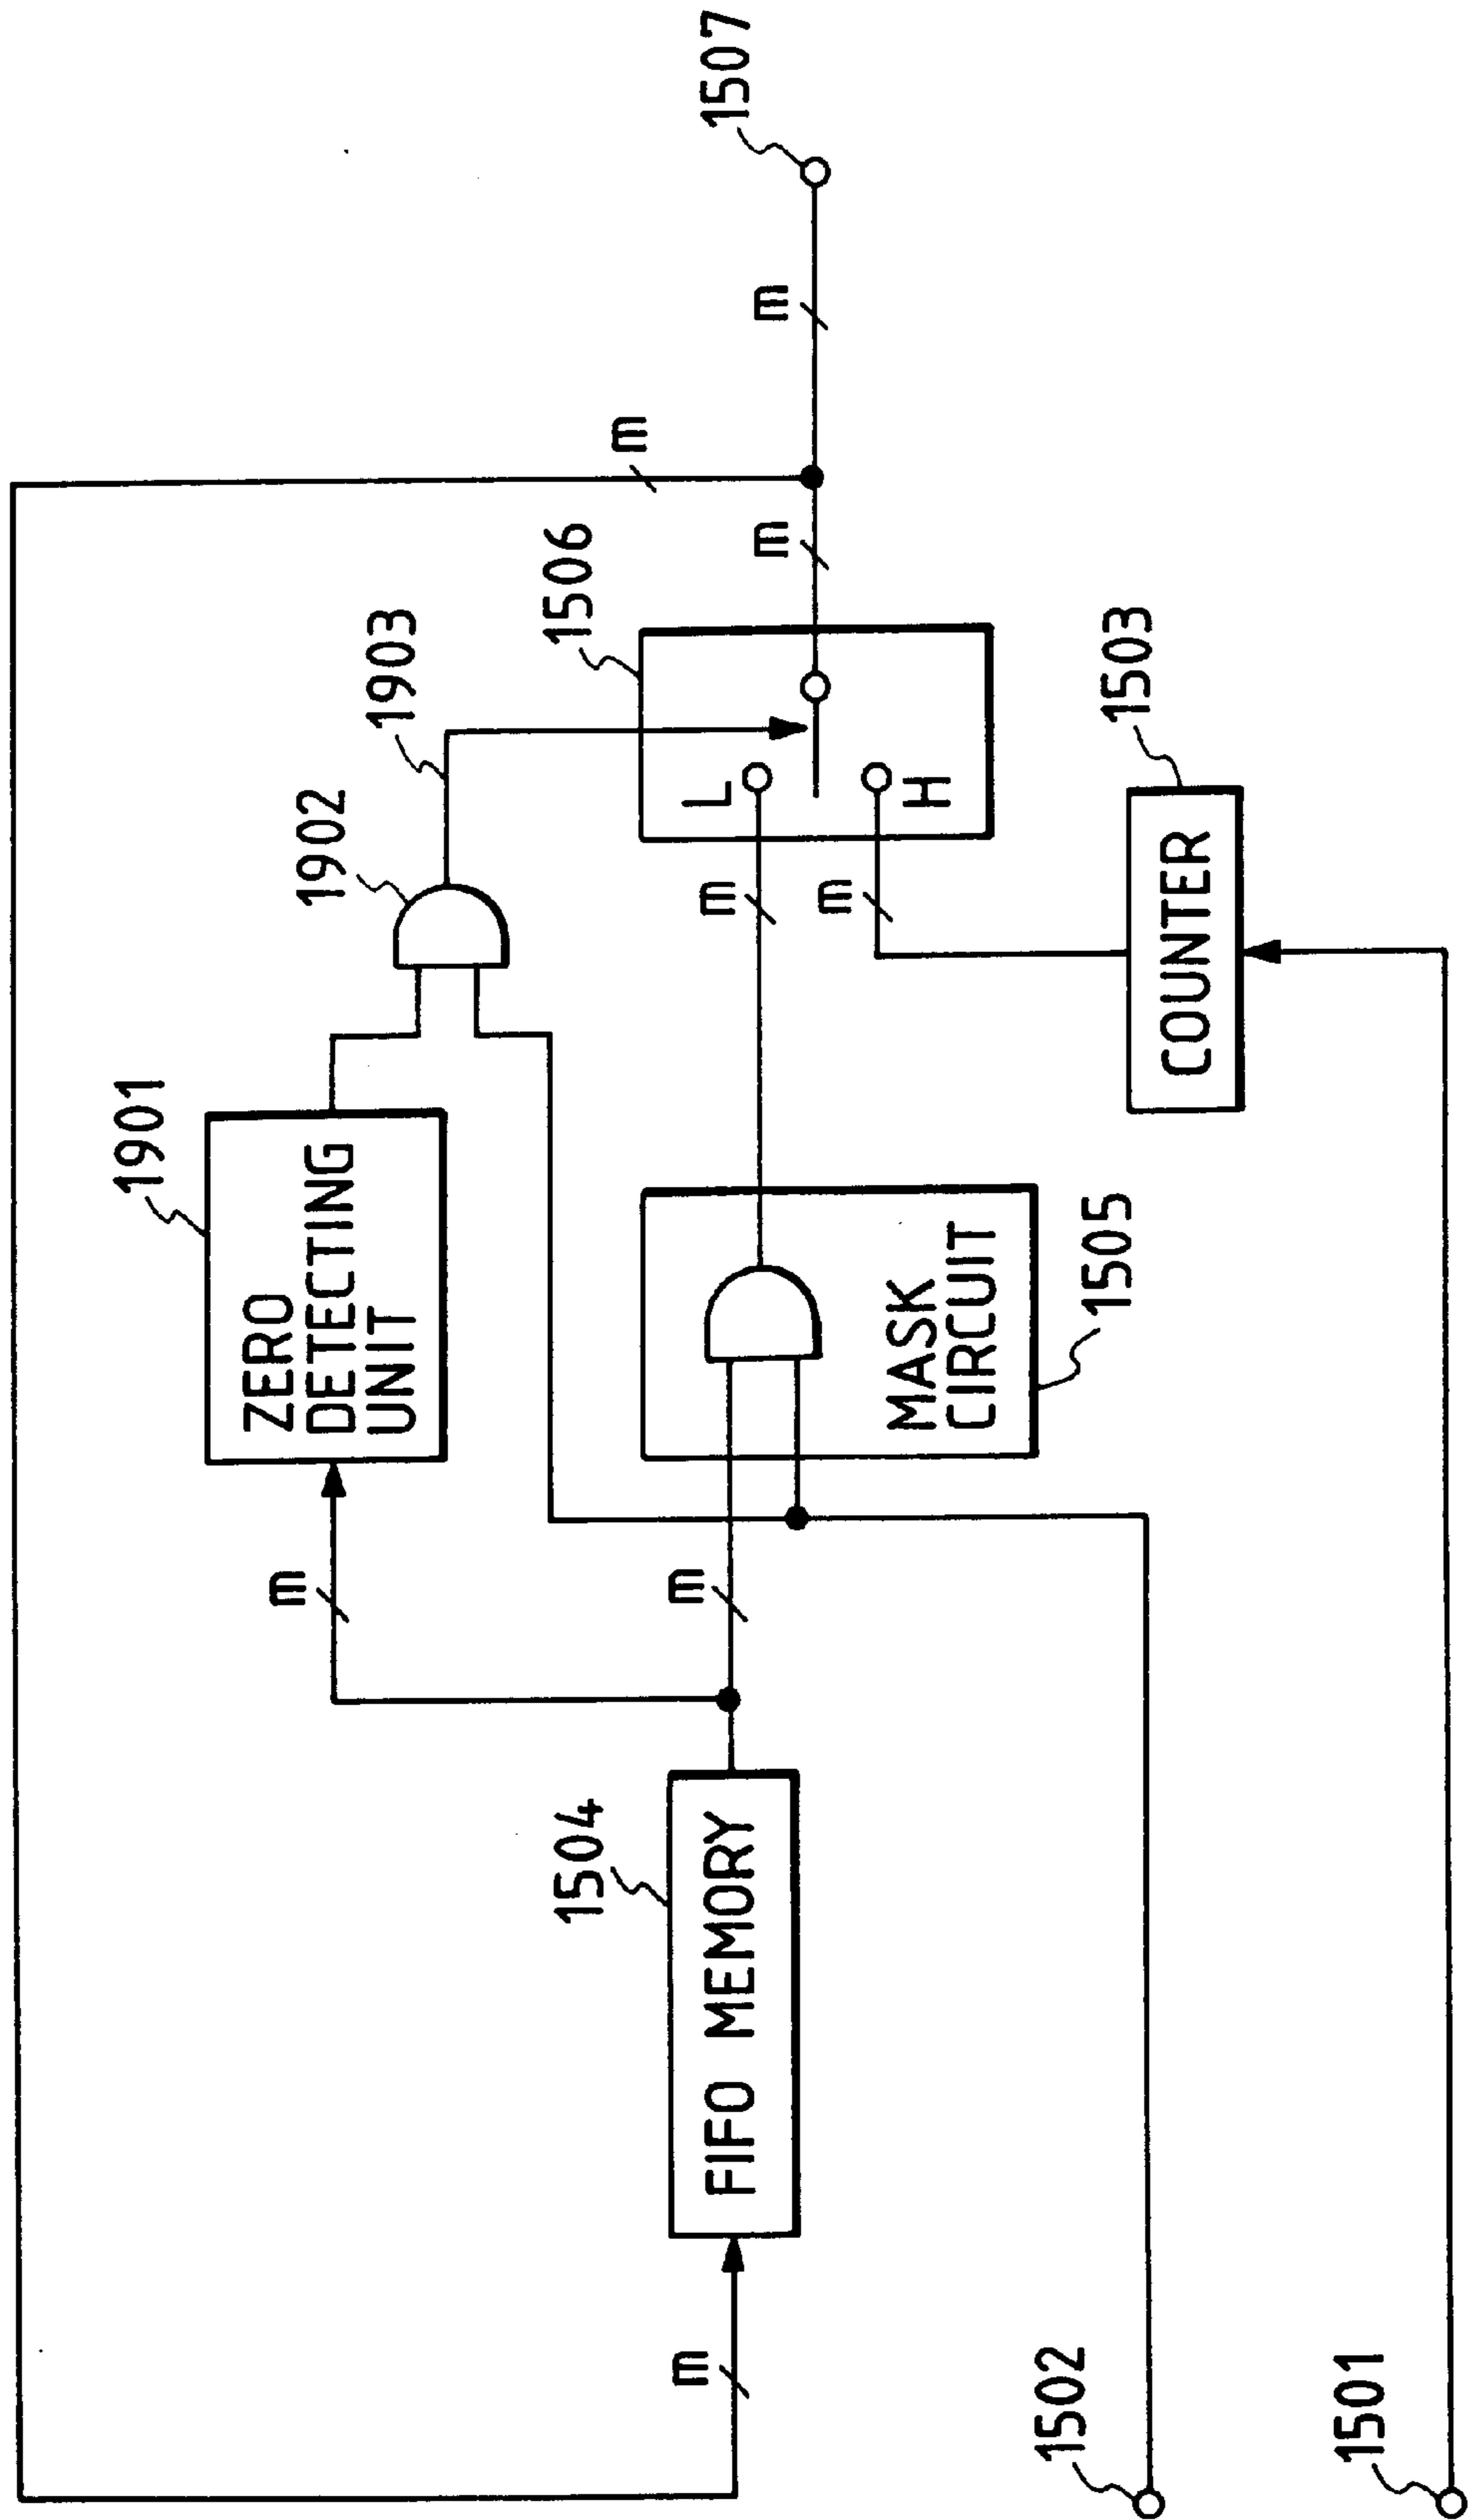 1507
m
m
m
1506
1903
1902
L
H
m
m
1503
COUNTER
1901
ZERO
DETECTING
UNIT
MASK
CIRCUIT
1505
m
m
1504
FIFO MEMORY
m
1502
1501